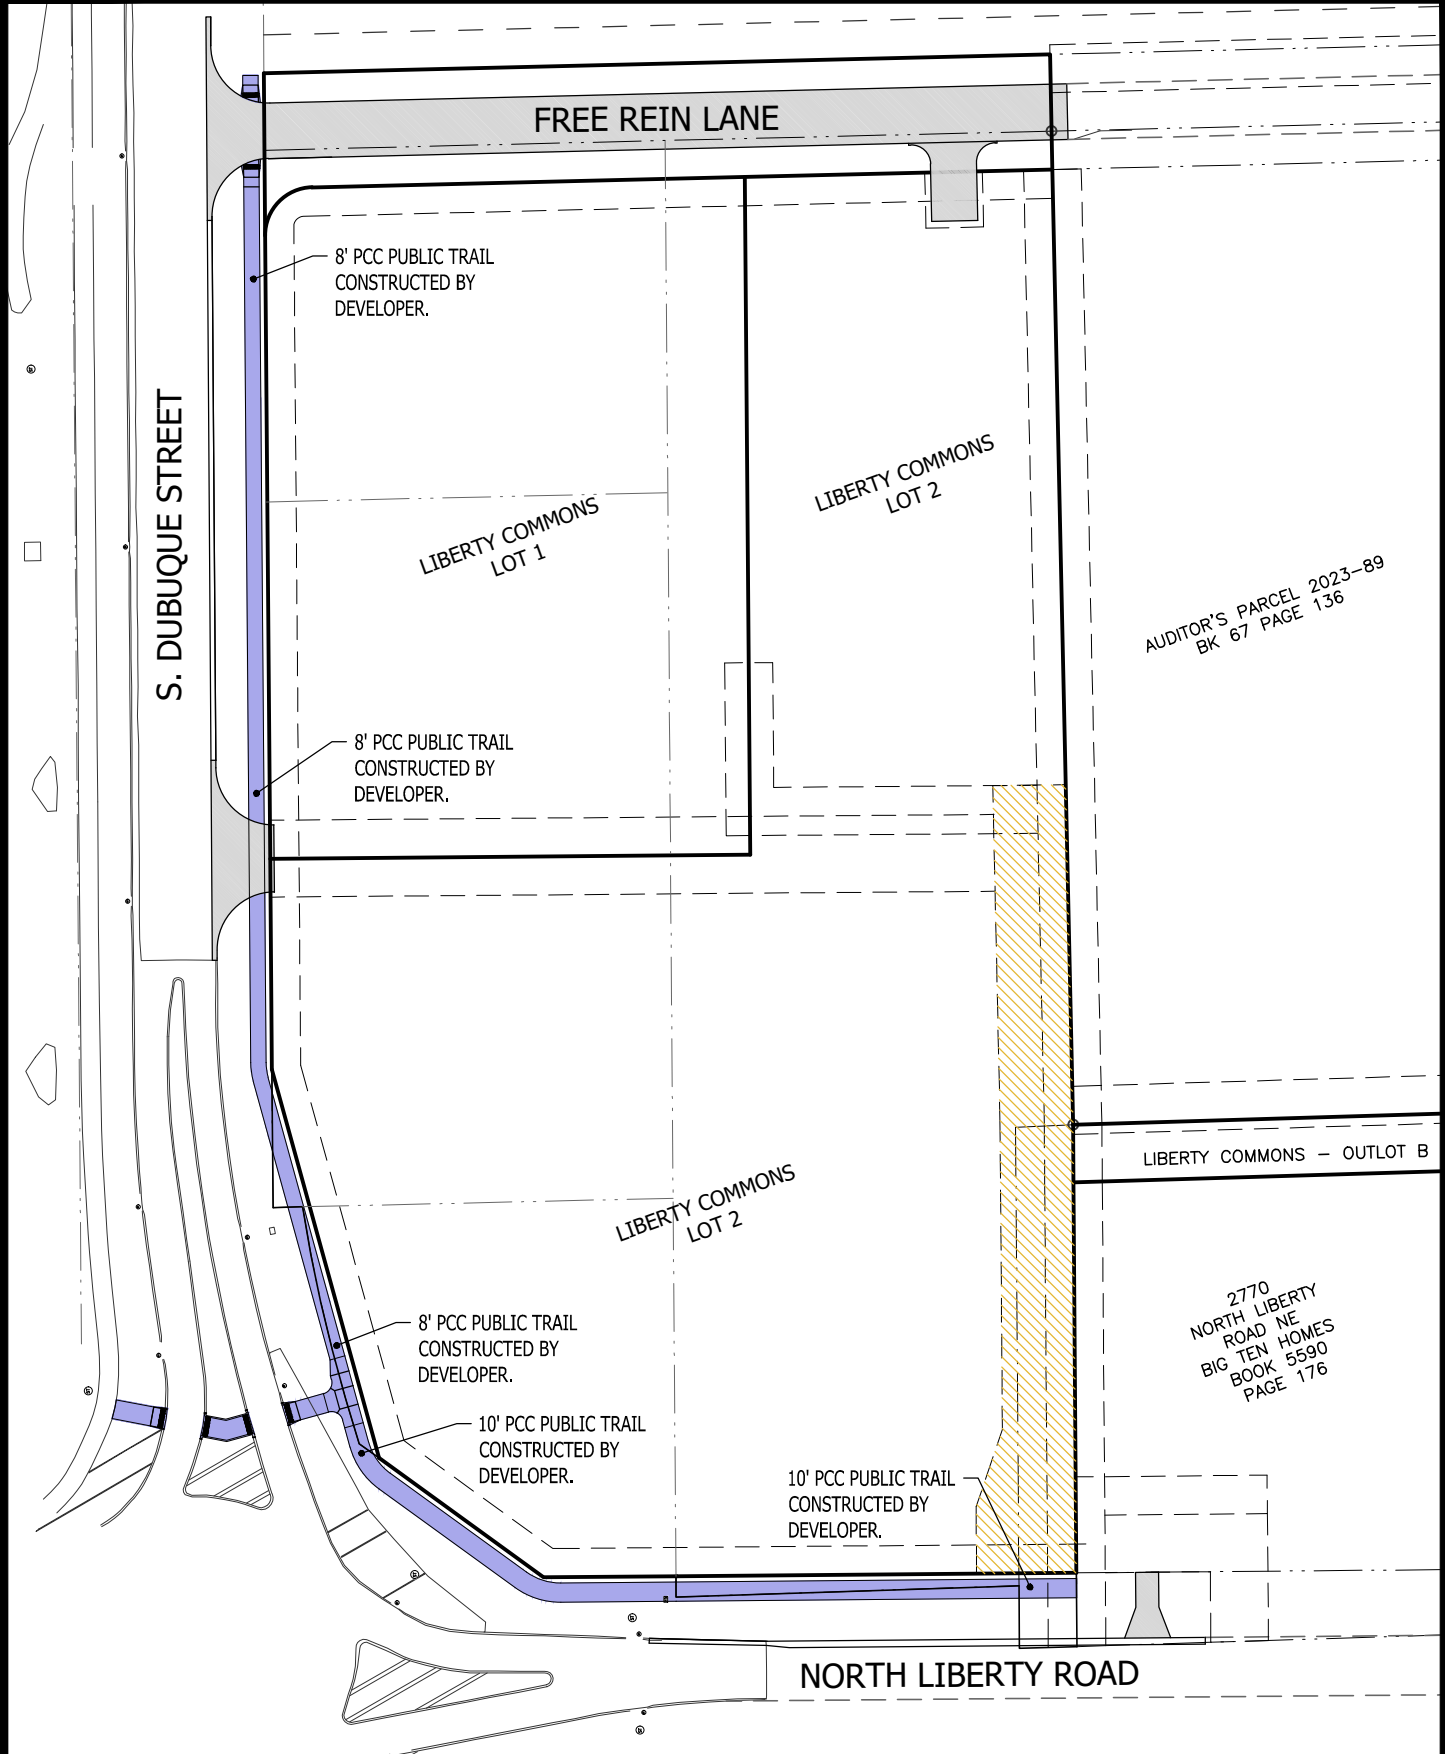 FREE REIN LANE
8' PCC PUBLIC TRAIL
CONSTRUCTED BY
DEVELOPER.
S. DUBUQUE STREET
LIBERTY COMMONS
LOT 1
LIBERTY COMMONS
LOT 2
AUDITOR'S PARCEL 2023-89
BK 67 PAGE 136
8' PCC PUBLIC TRAIL
CONSTRUCTED BY
DEVELOPER.
LIBERTY COMMONS - OUTLOT B
LIBERTY COMMONS
LOT 2
2770
NORTH LIBERTY
ROAD NE
BIG TEN HOMES
BOOK 5590
PAGE 176
8' PCC PUBLIC TRAIL
CONSTRUCTED BY
DEVELOPER.
10' PCC PUBLIC TRAIL
CONSTRUCTED BY
DEVELOPER.
10' PCC PUBLIC TRAIL
CONSTRUCTED BY
DEVELOPER.
NORTH LIBERTY ROAD